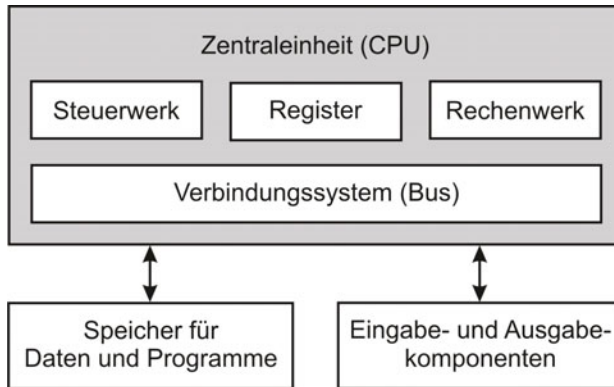 Zentraleinheit (CPU)
Steuerwerk
Register
Rechenwerk
Verbindungssystem (Bus)
Speicher für
Daten und Programme
Eingabe- und Ausgabe-
komponenten